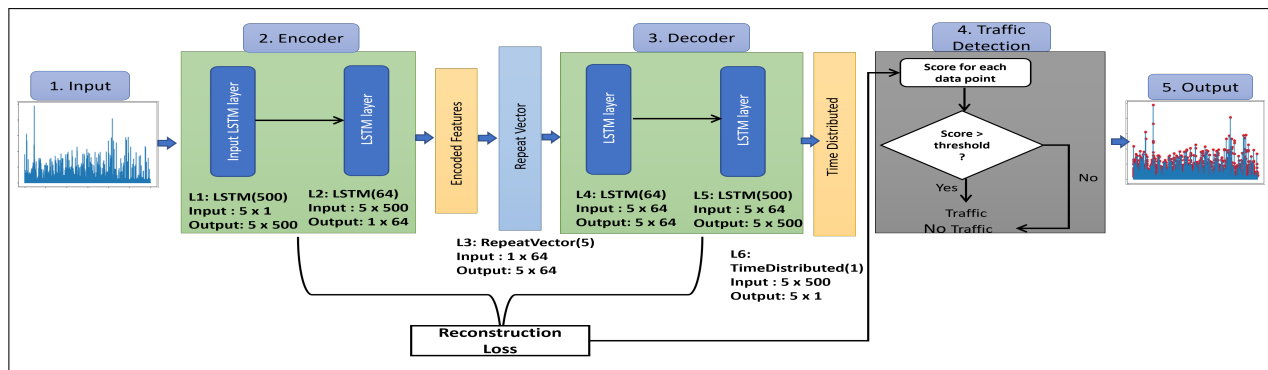 1. Input
2. Encoder
Input LSTM layer
LSTM layer
L1: LSTM(500)
Input : 5 x 1
Output: 5 x 500
L2: LSTM(64)
Input : 5 x 500
Output: 1 x 64
Encoded Features
Repeat Vector
L3: RepeatVector(5)
Input : 1 x 64
Output: 5 x 64
3. Decoder
LSTM layer
LSTM layer
L4: LSTM(64)
Input : 5 x 64
Output: 5 x 64
L5: LSTM(500)
Input : 5 x 64
Output: 5 x 500
Time Distributed
L6:
TimeDistributed(1)
Input : 5 x 500
Output: 5 x 1
Reconstruction
Loss
4. Traffic
Detection
Score for each
data point
Score >
threshold
?
Yes
No
Traffic
No Traffic
5. Output